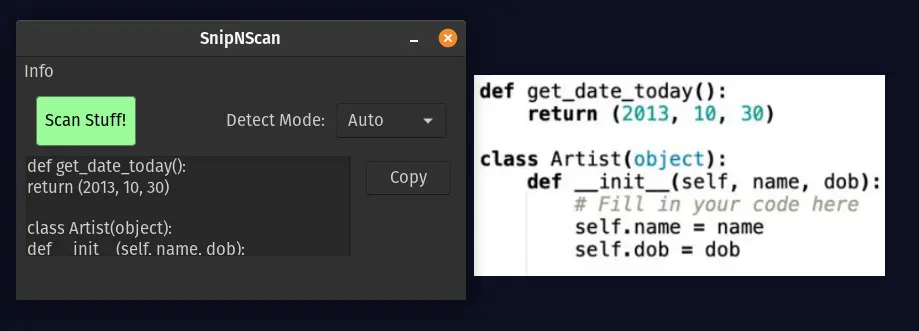 SnipNScan
Info
Scan Stuff!
Detect Mode:
Auto
def get_date_today():
return (2013, 10, 30)

class Artist(object):
def __init__(self, name, dob):
Copy
def get_date_today():
    return (2013, 10, 30)

class Artist(object):
    def __init__(self, name, dob):
        # Fill in your code here
        self.name = name
        self.dob = dob